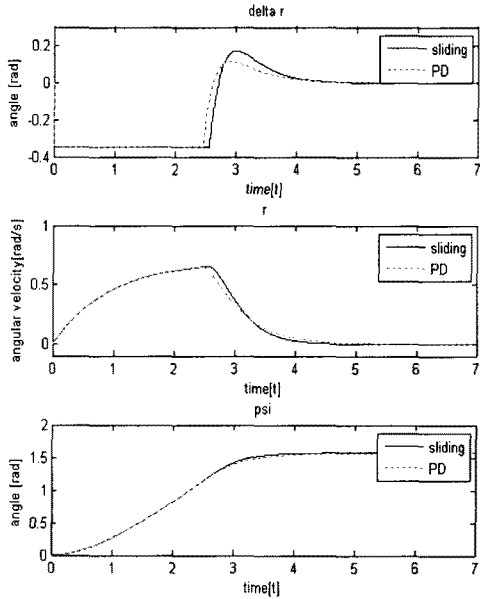 delta r
angle [rad]
0.2
0
-0.2
-0.4
sliding
PD
0 1 2 3 4 5 6 7
time[t]
r
angular velocity[rad/s]
1
0.5
0
sliding
PD
0 1 2 3 4 5 6 7
time[t]
psi
angle [rad]
2
1.5
1
0.5
0
sliding
PD
0 1 2 3 4 5 6 7
time[t]